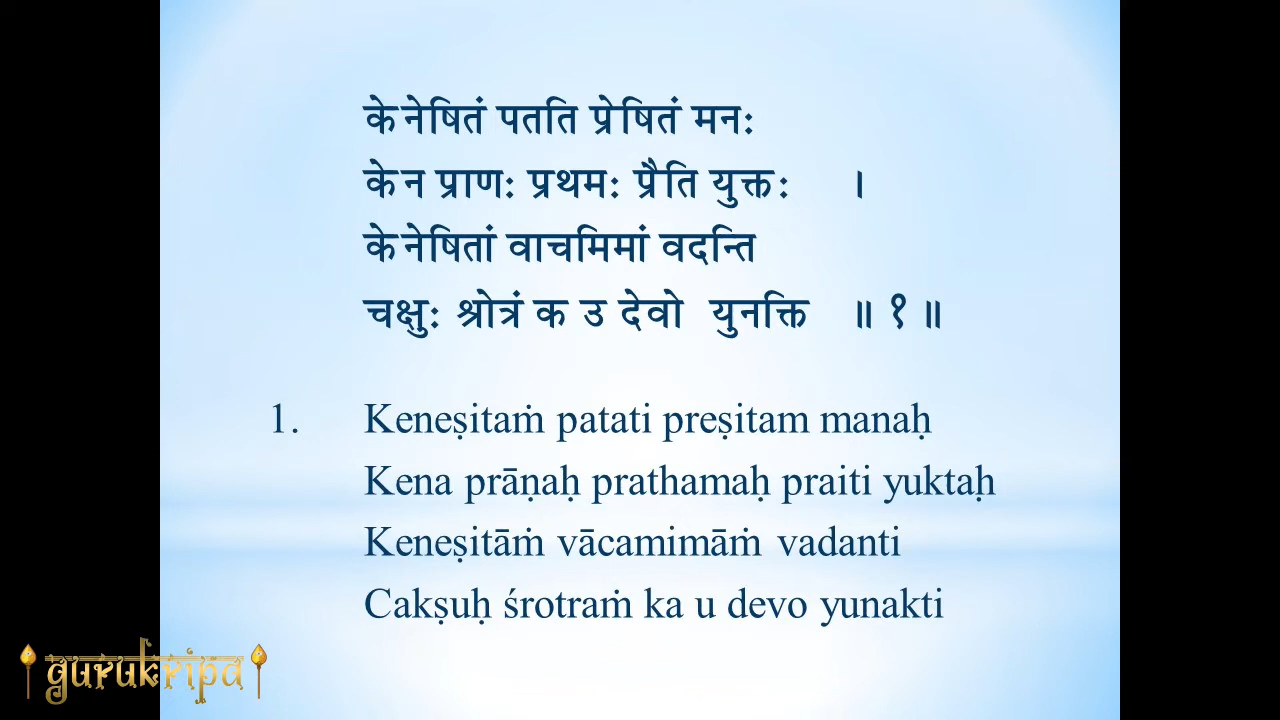 केनेषितं पतति प्रेषितं मनः
केन प्राणः प्रथमः प्रैति युक्तः ।
केनेषितां वाचमिमां वदन्ति
चक्षुः श्रोत्रं क उ देवो युनक्ति ॥ १ ॥
1. Keneṣitaṁ patati preṣitam manaḥ
Kena prāṇaḥ prathamaḥ praiti yuktaḥ
Keneṣitāṁ vācamimāṁ vadanti
Cakṣuḥ śrotraṁ ka u devo yunakti
gurukripa